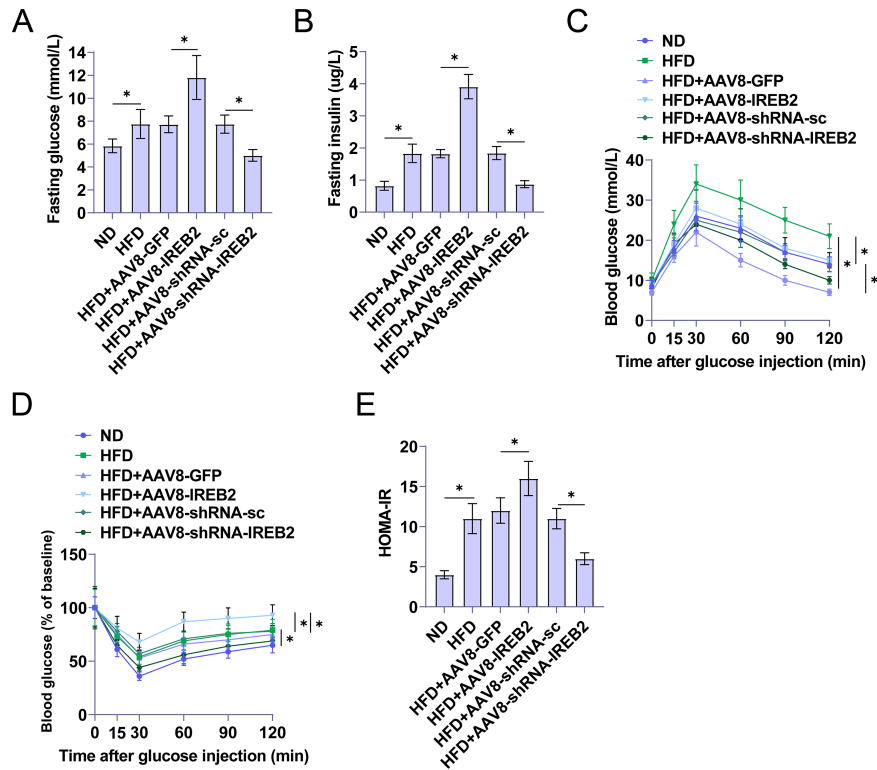 A
Fasting glucose (mmol/L)
14
12
10
8
6
4
2
0
*
*
*
ND
HFD
HFD+AAV8-GFP
HFD+AAV8-IREB2
HFD+AAV8-shRNA-sc
HFD+AAV8-shRNA-IREB2
B
Fasting insulin (ug/L)
5
4
3
2
1
0
*
*
*
ND
HFD
HFD+AAV8-GFP
HFD+AAV8-IREB2
HFD+AAV8-shRNA-sc
HFD+AAV8-shRNA-IREB2
C
ND
HFD
HFD+AAV8-GFP
HFD+AAV8-IREB2
HFD+AAV8-shRNA-sc
HFD+AAV8-shRNA-IREB2
Blood glucose (mmol/L)
40
30
20
10
0
*
*
*
0 15 30 60 90 120
Time after glucose injection (min)
D
ND
HFD
HFD+AAV8-GFP
HFD+AAV8-IREB2
HFD+AAV8-shRNA-sc
HFD+AAV8-shRNA-IREB2
Blood glucose (% of baseline)
150
100
50
0
*
*
*
0 15 30 60 90 120
Time after glucose injection (min)
E
HOMA-IR
20
15
10
5
0
*
*
*
ND
HFD
HFD+AAV8-GFP
HFD+AAV8-IREB2
HFD+AAV8-shRNA-sc
HFD+AAV8-shRNA-IREB2